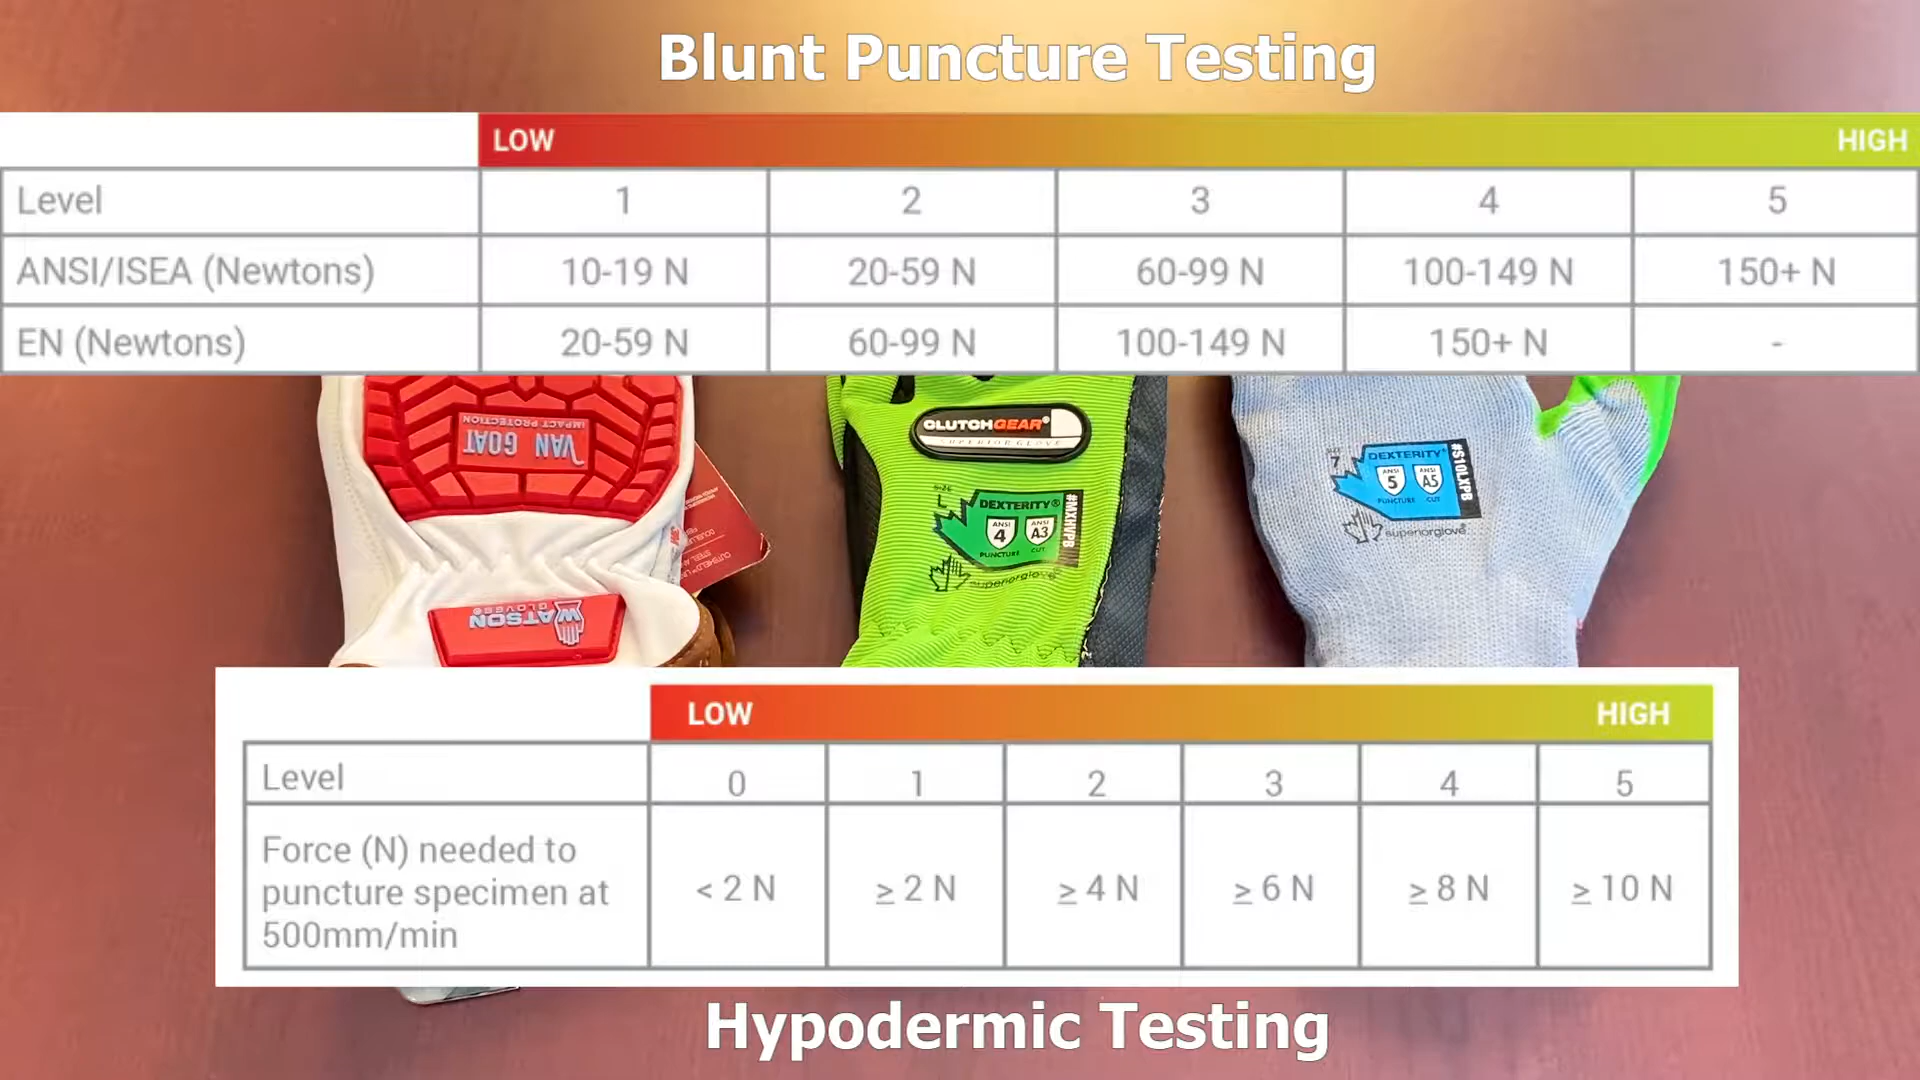 Blunt Puncture Testing
LOW HIGH
Level 1 2 3 4 5
ANSI/ISEA (Newtons) 10-19 N 20-59 N 60-99 N 100-149 N 150+ N
EN (Newtons) 20-59 N 60-99 N 100-149 N 150+ N -
VAN GOAT
IMPACT PROTECTION
WATSON
GLOVES®
CLUTCHGEAR®
SUPERIOR GLOVE
SIZE
L
DEXTERITY®
ANSI ANSI
4 A3
PUNCTURE CUT
#MXHVPB
superiorglove®
7
DEXTERITY®
ANSI ANSI
5 A5
PUNCTURE CUT
#S10LXPB
superiorglove®
LOW HIGH
Level 0 1 2 3 4 5
Force (N) needed to
puncture specimen at
500mm/min
< 2 N ≥ 2 N ≥ 4 N ≥ 6 N ≥ 8 N ≥ 10 N
Hypodermic Testing